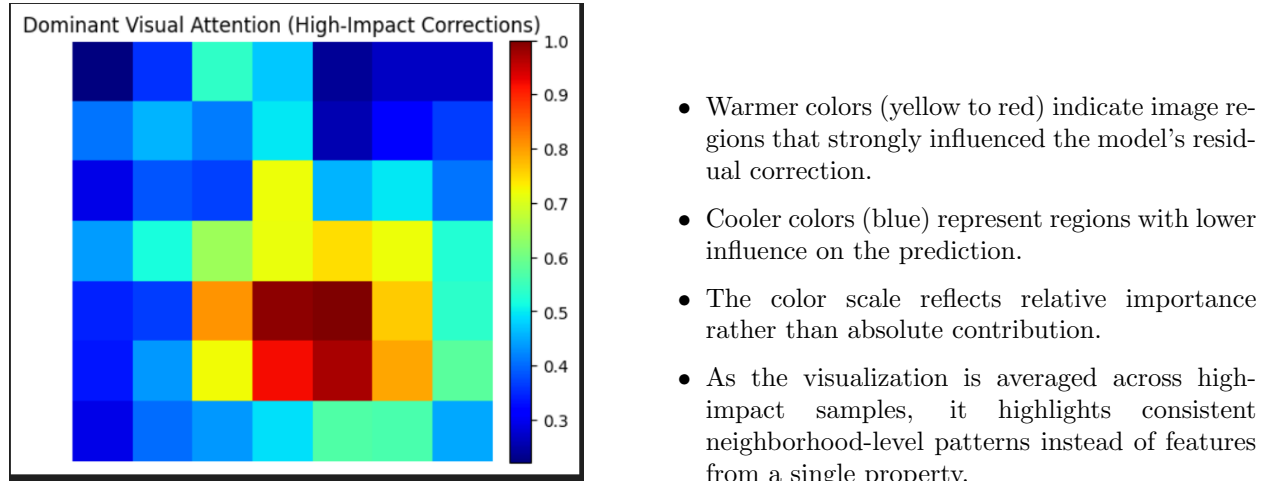 Dominant Visual Attention (High-Impact Corrections)
1.0
0.9
0.8
0.7
0.6
0.5
0.4
0.3
• Warmer colors (yellow to red) indicate image re-
gions that strongly influenced the model's resid-
ual correction.
• Cooler colors (blue) represent regions with lower
influence on the prediction.
• The color scale reflects relative importance
rather than absolute contribution.
• As the visualization is averaged across high-
impact samples, it highlights consistent
neighborhood-level patterns instead of features
from a single property.